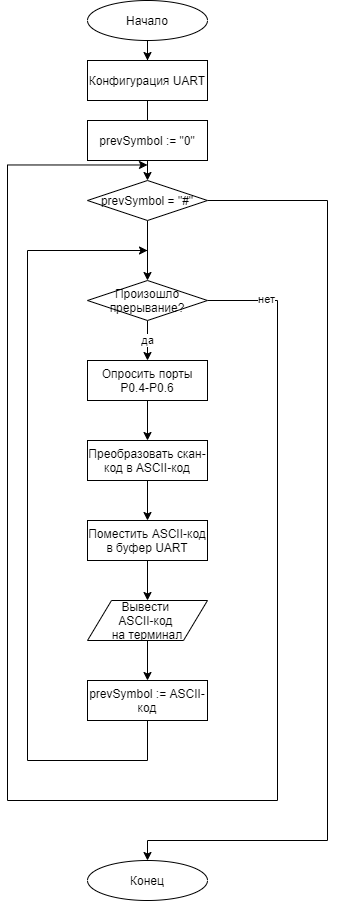 Начало
Конфигурация UART
prevSymbol := "0"
prevSymbol = "#"
Произошло
прерывание?
нет
да
Опросить порты
P0.4-P0.6
Преобразовать скан-
код в ASCII-код
Поместить ASCII-код
в буфер UART
Вывести
ASCII-код
на терминал
prevSymbol := ASCII-
код
Конец